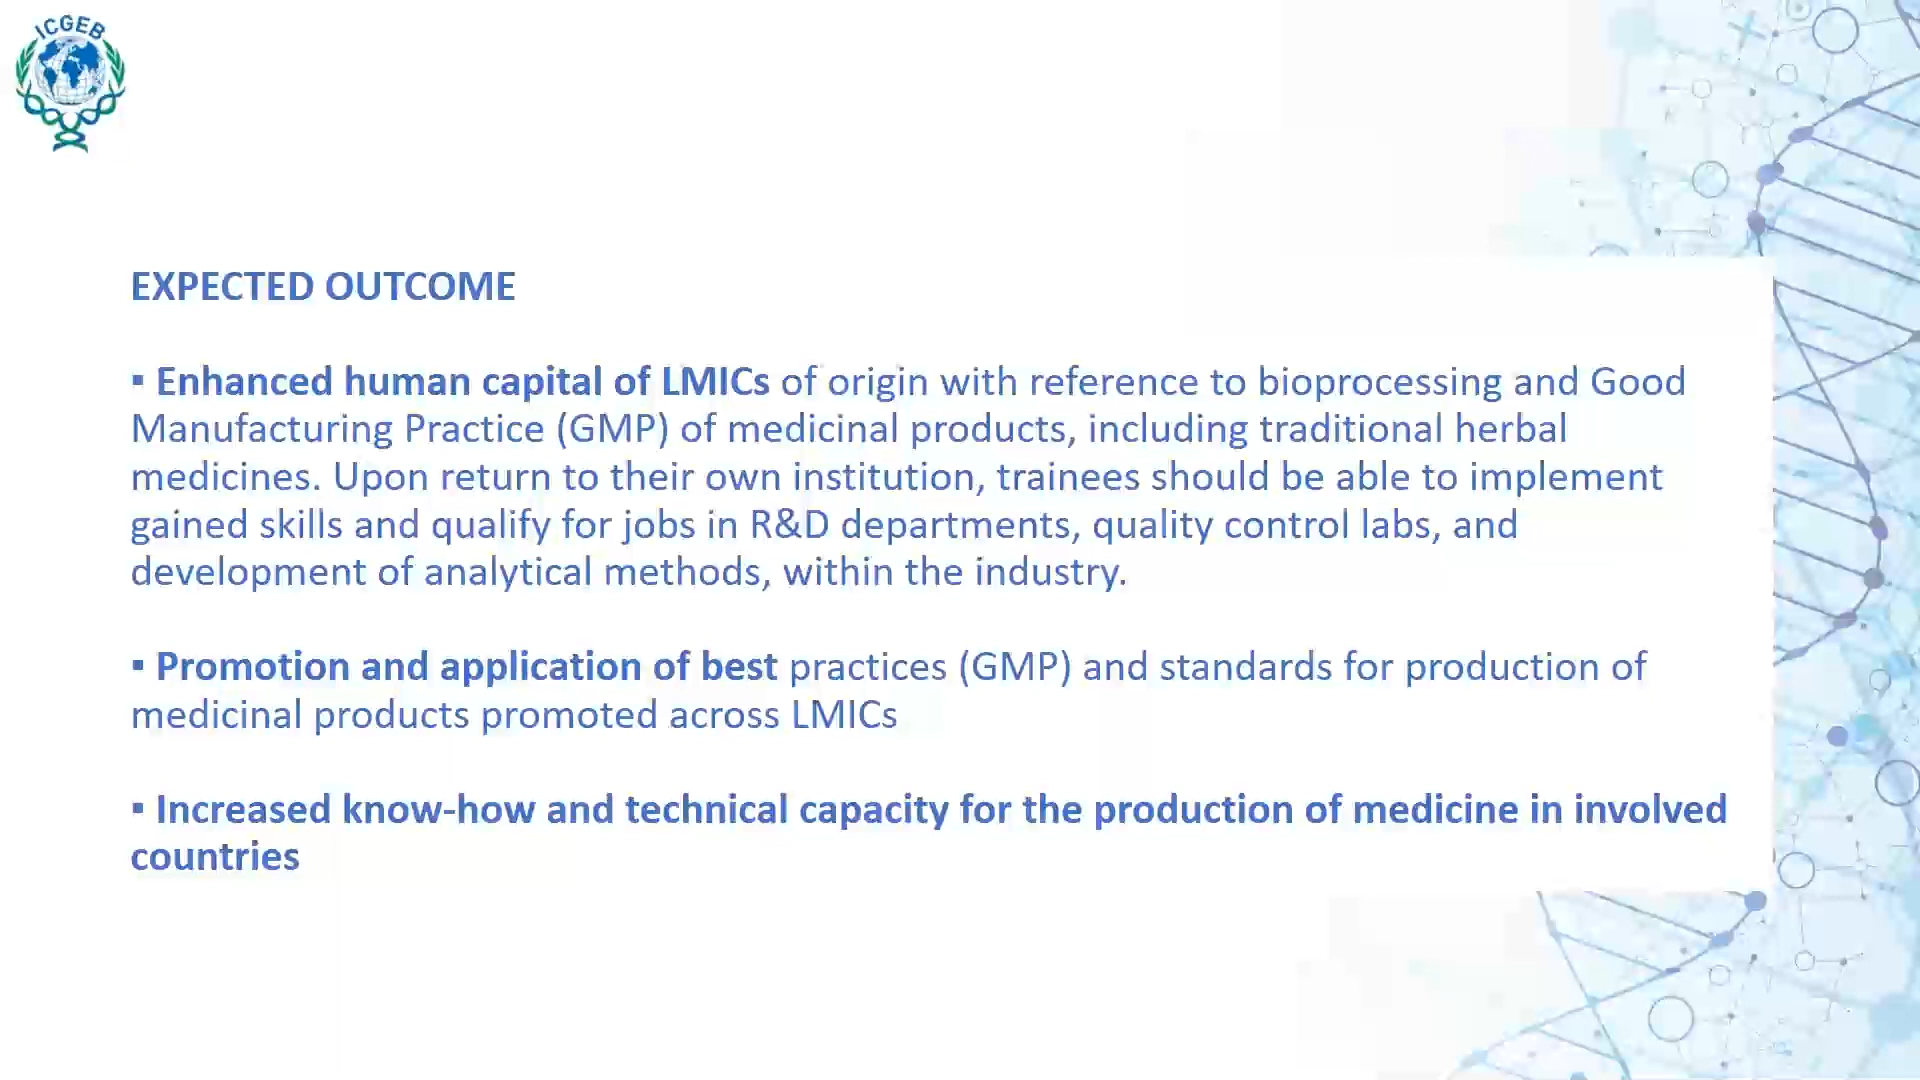 ICGEB
EXPECTED OUTCOME
▪ Enhanced human capital of LMICs of origin with reference to bioprocessing and Good
Manufacturing Practice (GMP) of medicinal products, including traditional herbal
medicines. Upon return to their own institution, trainees should be able to implement
gained skills and qualify for jobs in R&D departments, quality control labs, and
development of analytical methods, within the industry.
▪ Promotion and application of best practices (GMP) and standards for production of
medicinal products promoted across LMICs
▪ Increased know-how and technical capacity for the production of medicine in involved
countries